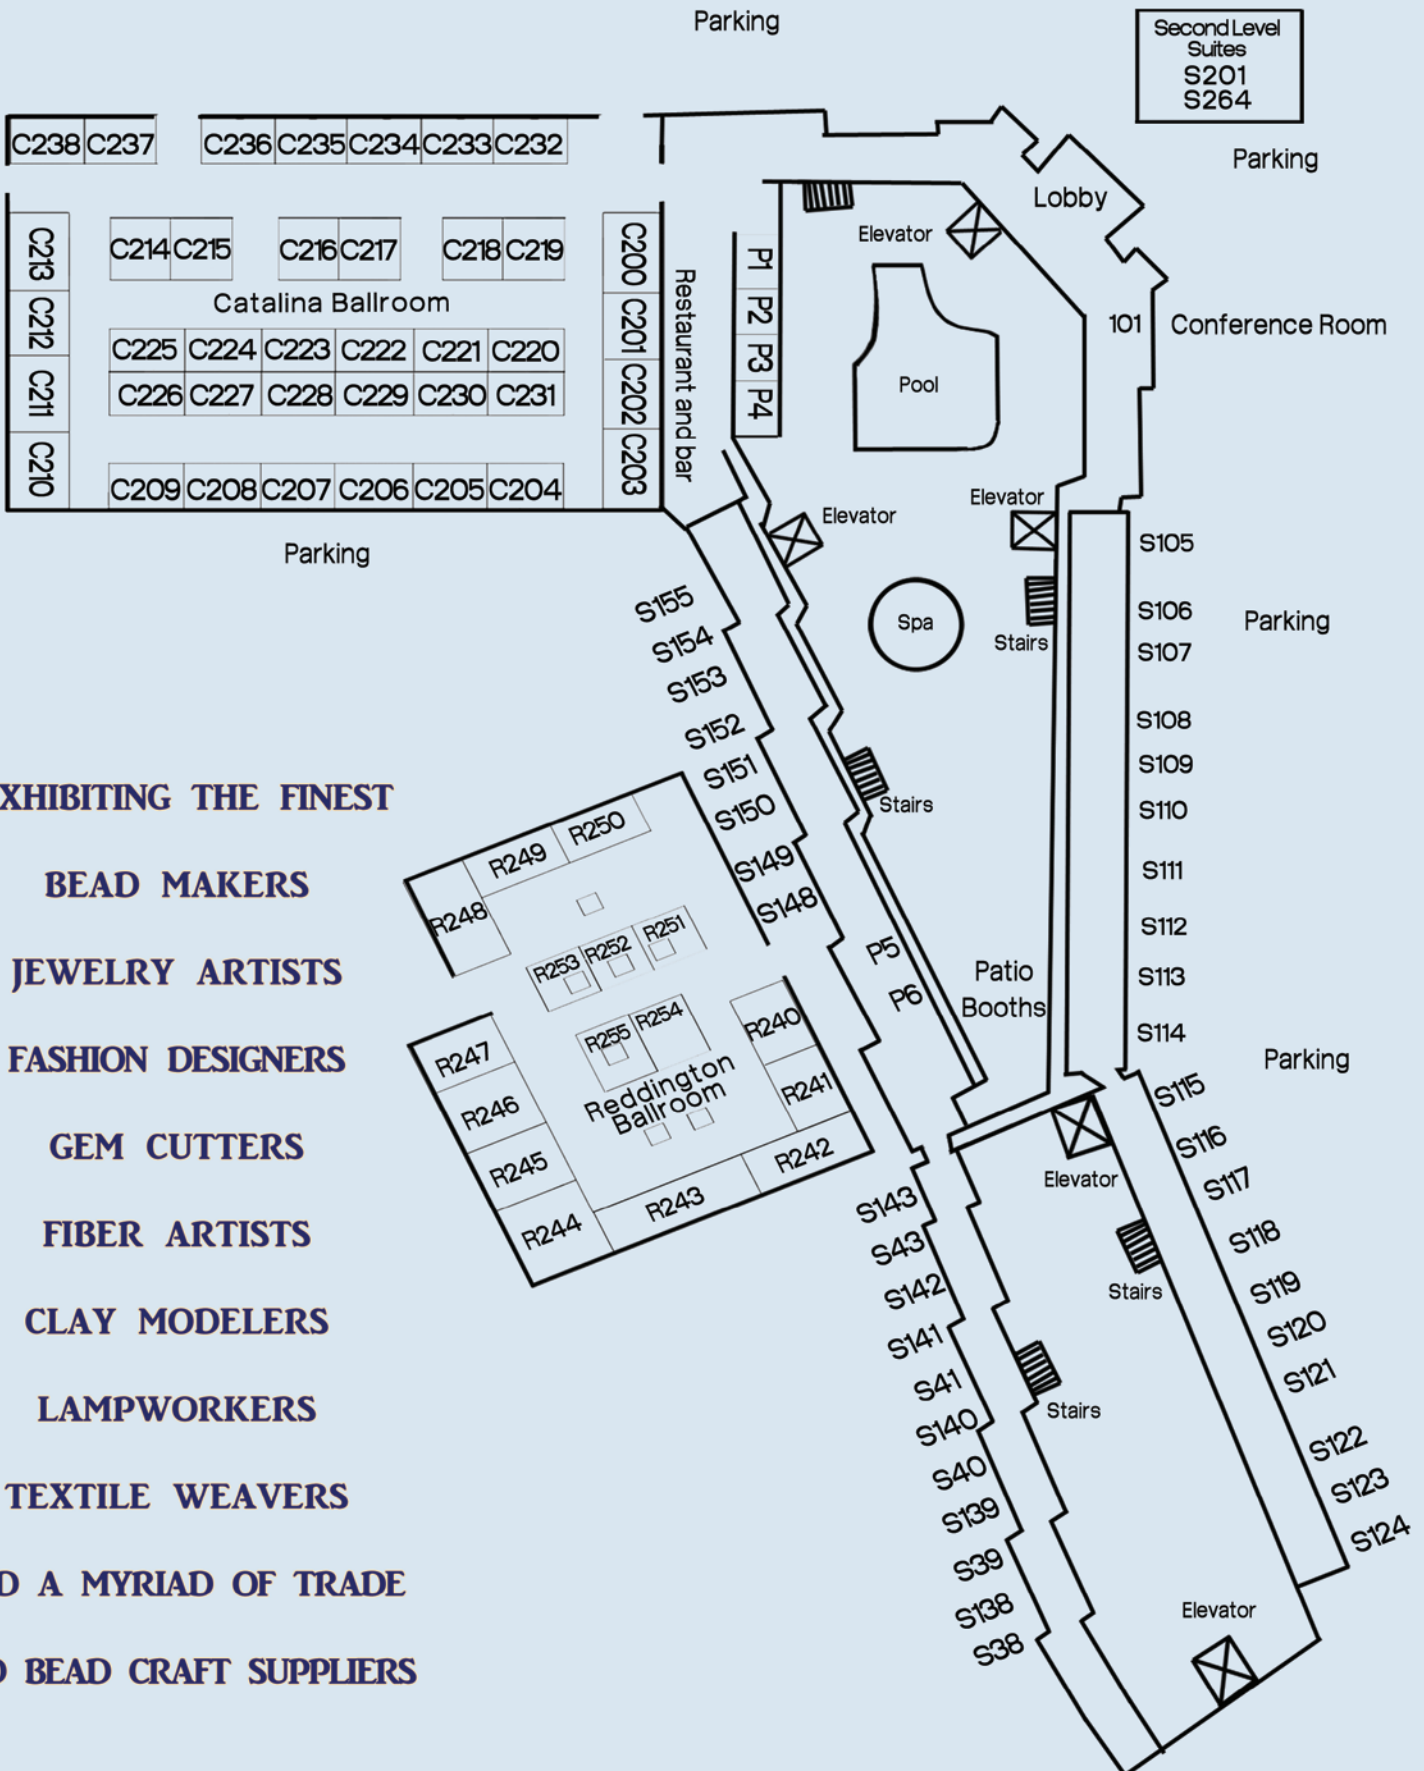 Parking
Second Level
Suites
S201
S264
C238 C237 C236 C235 C234 C233 C232
Parking
Lobby
Elevator
C213
C212
C211
C210
C214 C215 C216 C217 C218 C219
Catalina Ballroom
C225 C224 C223 C222 C221 C220
C226 C227 C228 C229 C230 C231
C209 C208 C207 C206 C205 C204
C200
C201
C202
C203
Restaurant and bar
P1
P2
P3
P4
Pool
101 Conference Room
Elevator
Elevator
Parking
Spa
Stairs
S105
S106
S107
S108
S109
S110
S111
S112
S113
S114
Parking
Parking
S155
S154
S153
S152
S151
S150
S149
S148
Stairs
P5
P6
Patio
Booths
R250
R249
R248
R251
R252
R253
R254
R255
R240
R241
R242
R243
R244
R245
R246
R247
Reddington
Ballroom
S115
S116
S117
S118
S119
S120
S121
S122
S123
S124
Elevator
Stairs
Stairs
Elevator
S143
S43
S142
S141
S41
S140
S40
S139
S39
S138
S38
XHIBITING THE FINEST
BEAD MAKERS
JEWELRY ARTISTS
FASHION DESIGNERS
GEM CUTTERS
FIBER ARTISTS
CLAY MODELERS
LAMPWORKERS
TEXTILE WEAVERS
D A MYRIAD OF TRADE
D BEAD CRAFT SUPPLIERS